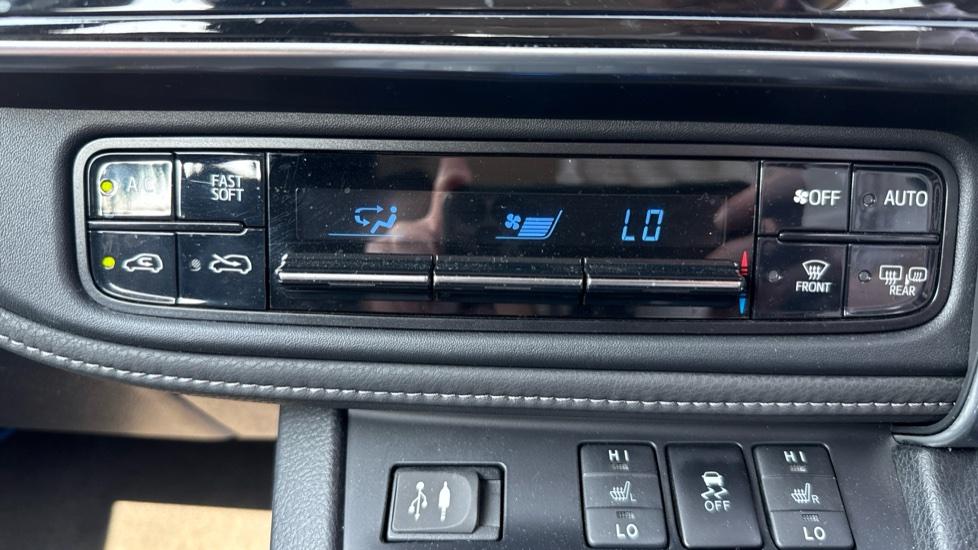 A/C
FAST
SOFT
LO
OFF
AUTO
FRONT
REAR
HI
L
LO
OFF
HI
R
LO